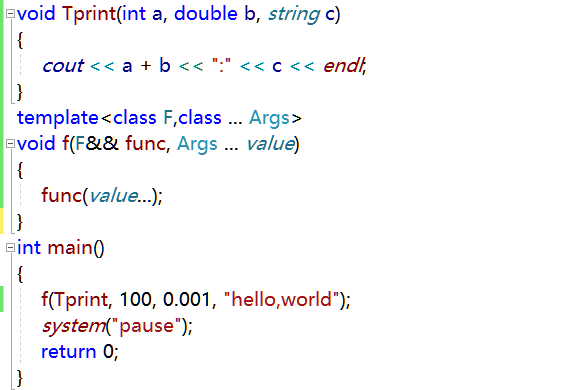 void Tprint(int a, double b, string c)
{
cout << a + b << ":" << c << endl;
}
template<class F,class ... Args>
void f(F&& func, Args ... value)
{
func(value...);
}
int main()
{
f(Tprint, 100, 0.001, "hello,world");
system("pause");
return 0;
}